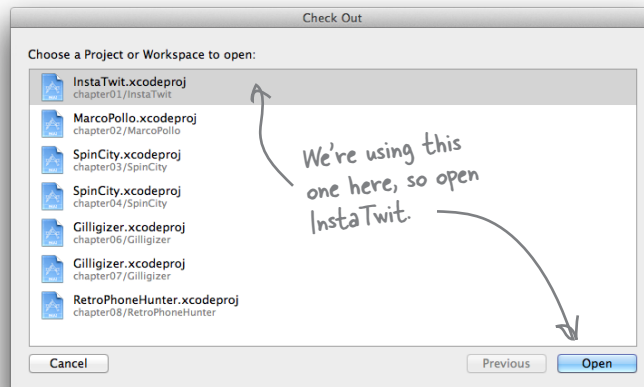 Check Out
Choose a Project or Workspace to open:
InstaTwit.xcodeproj
chapter01/InstaTwit
MarcoPollo.xcodeproj
chapter02/MarcoPollo
SpinCity.xcodeproj
chapter03/SpinCity
SpinCity.xcodeproj
chapter04/SpinCity
Gilligizer.xcodeproj
chapter06/Gilligizer
Gilligizer.xcodeproj
chapter07/Gilligizer
RetroPhoneHunter.xcodeproj
chapter08/RetroPhoneHunter
We're using this
one here, so open
InstaTwit.
Cancel
Previous
Open